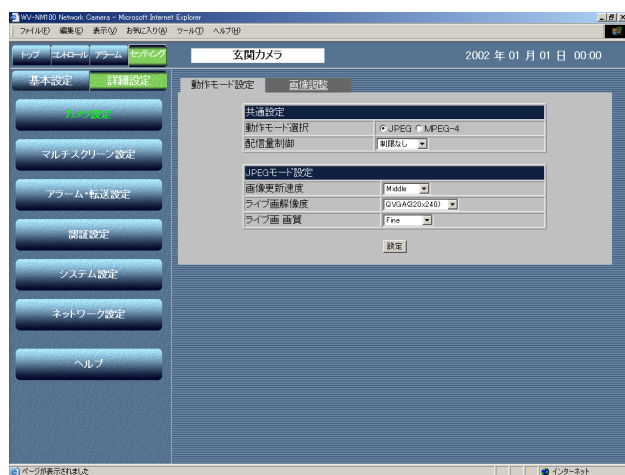 WV-NM100 Network Camera - Microsoft Internet Explorer
ファイル(F) 編集(E) 表示(V) お気に入り(A) ツール(T) ヘルプ(H)
トップ コントロール アラーム セッティング
玄関カメラ
2002 年 01 月 01 日 00:00
基本設定 詳細設定
動作モード設定 画像調整
カメラ設定
マルチスクリーン設定
アラーム・転送設定
認証設定
システム設定
ネットワーク設定
ヘルプ
共通設定
動作モード選択 JPEG MPEG-4
配信量制御 制限なし
JPEGモード設定
画像更新速度 Middle
ライブ画解像度 QVGA(320x240)
ライブ画 画質 Fine
設定
ページが表示されました
インターネット